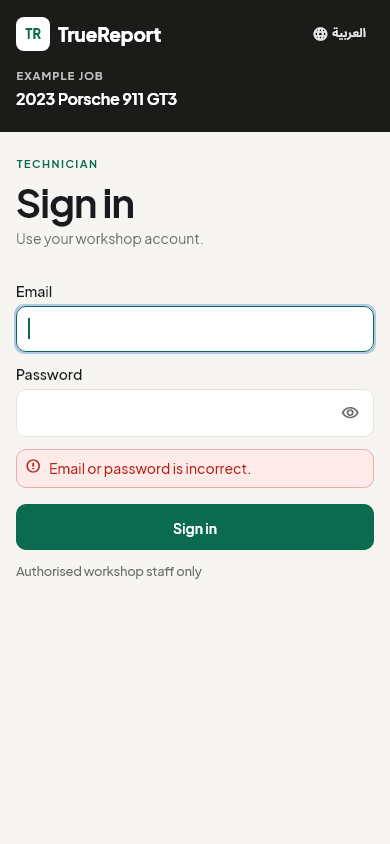 TR TrueReport
العربية
EXAMPLE JOB
2023 Porsche 911 GT3
TECHNICIAN
Sign in
Use your workshop account.
Email
Password
Email or password is incorrect.
Sign in
Authorised workshop staff only